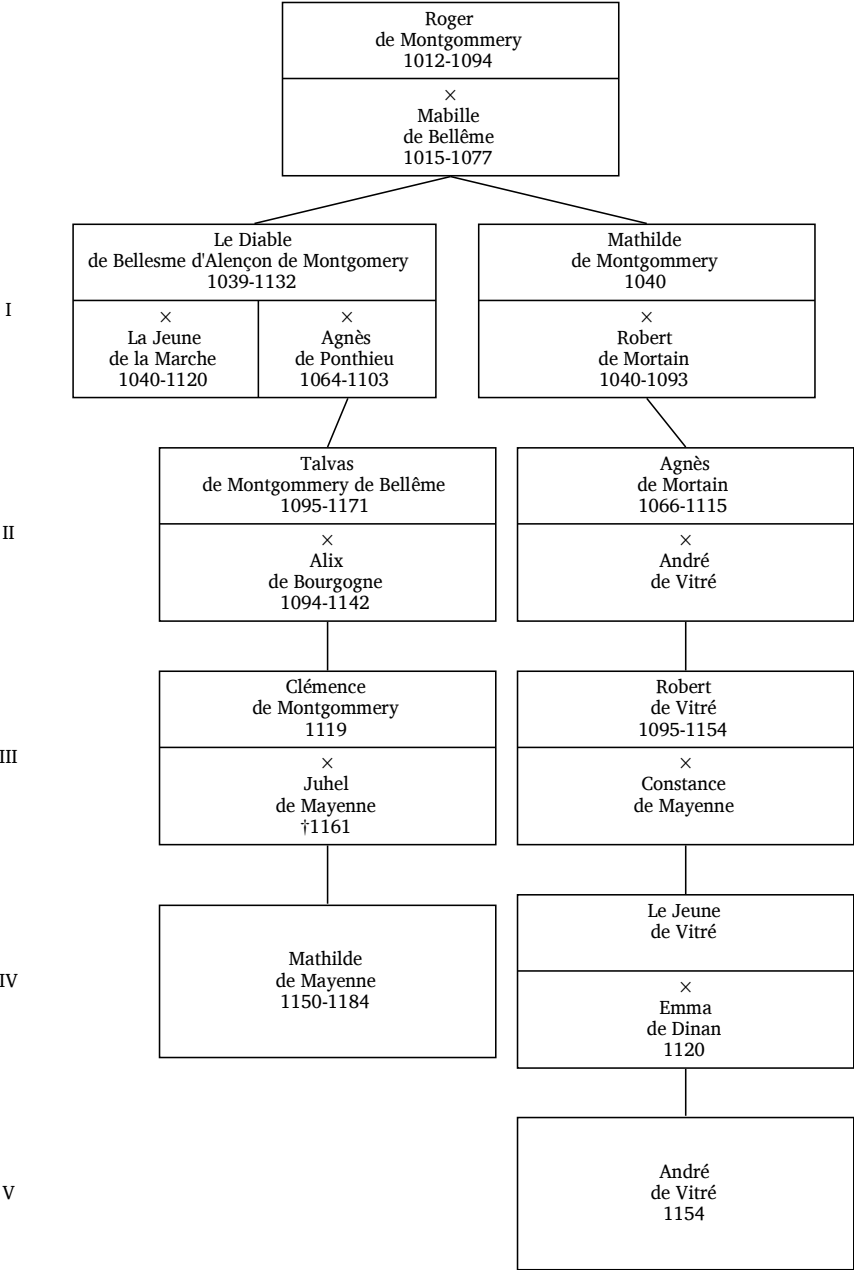 Roger
de Montgommery
1012-1094
×
Mabille
de Bellême
1015-1077
I
Le Diable
de Bellesme d'Alençon de Montgomery
1039-1132
×
La Jeune
de la Marche
1040-1120
×
Agnès
de Ponthieu
1064-1103
Mathilde
de Montgommery
1040
×
Robert
de Mortain
1040-1093
II
Talvas
de Montgommery de Bellême
1095-1171
×
Alix
de Bourgogne
1094-1142
Agnès
de Mortain
1066-1115
×
André
de Vitré
III
Clémence
de Montgommery
1119
×
Juhel
de Mayenne
†1161
Robert
de Vitré
1095-1154
×
Constance
de Mayenne
IV
Mathilde
de Mayenne
1150-1184
Le Jeune
de Vitré
×
Emma
de Dinan
1120
V
André
de Vitré
1154